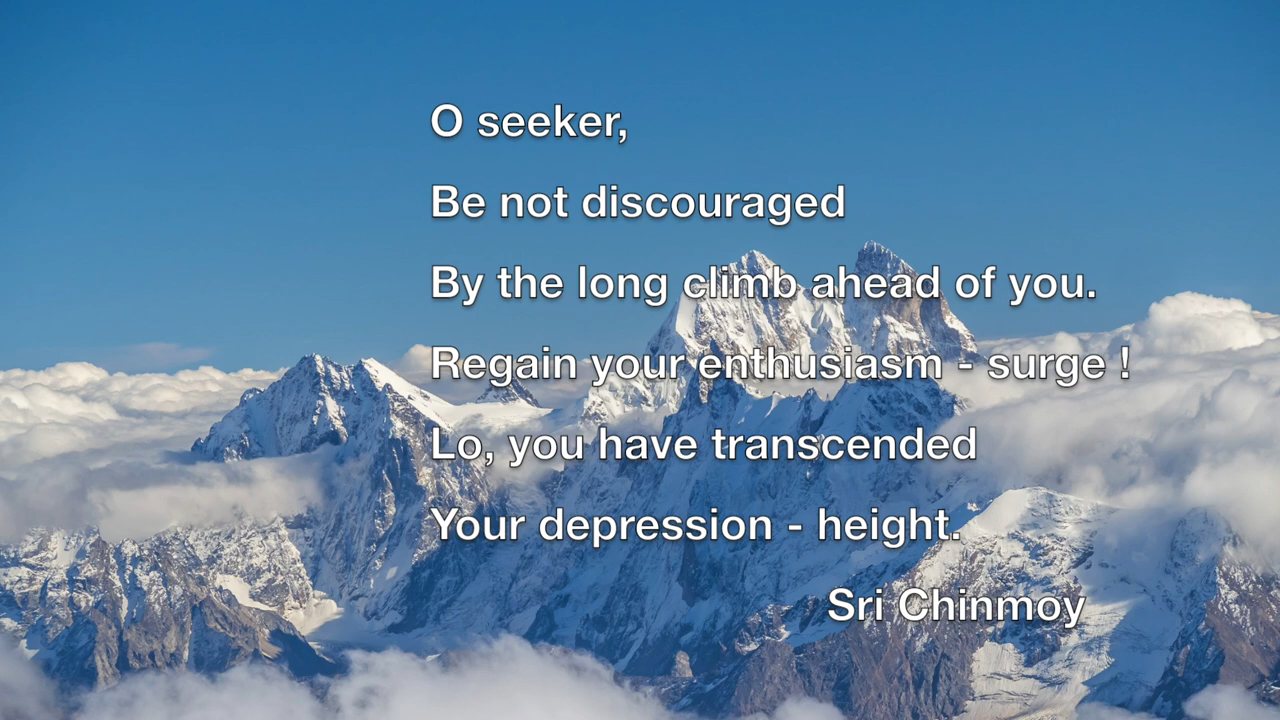 O seeker,
Be not discouraged
By the long climb ahead of you.
Regain your enthusiasm - surge !
Lo, you have transcended
Your depression - height.
Sri Chinmoy